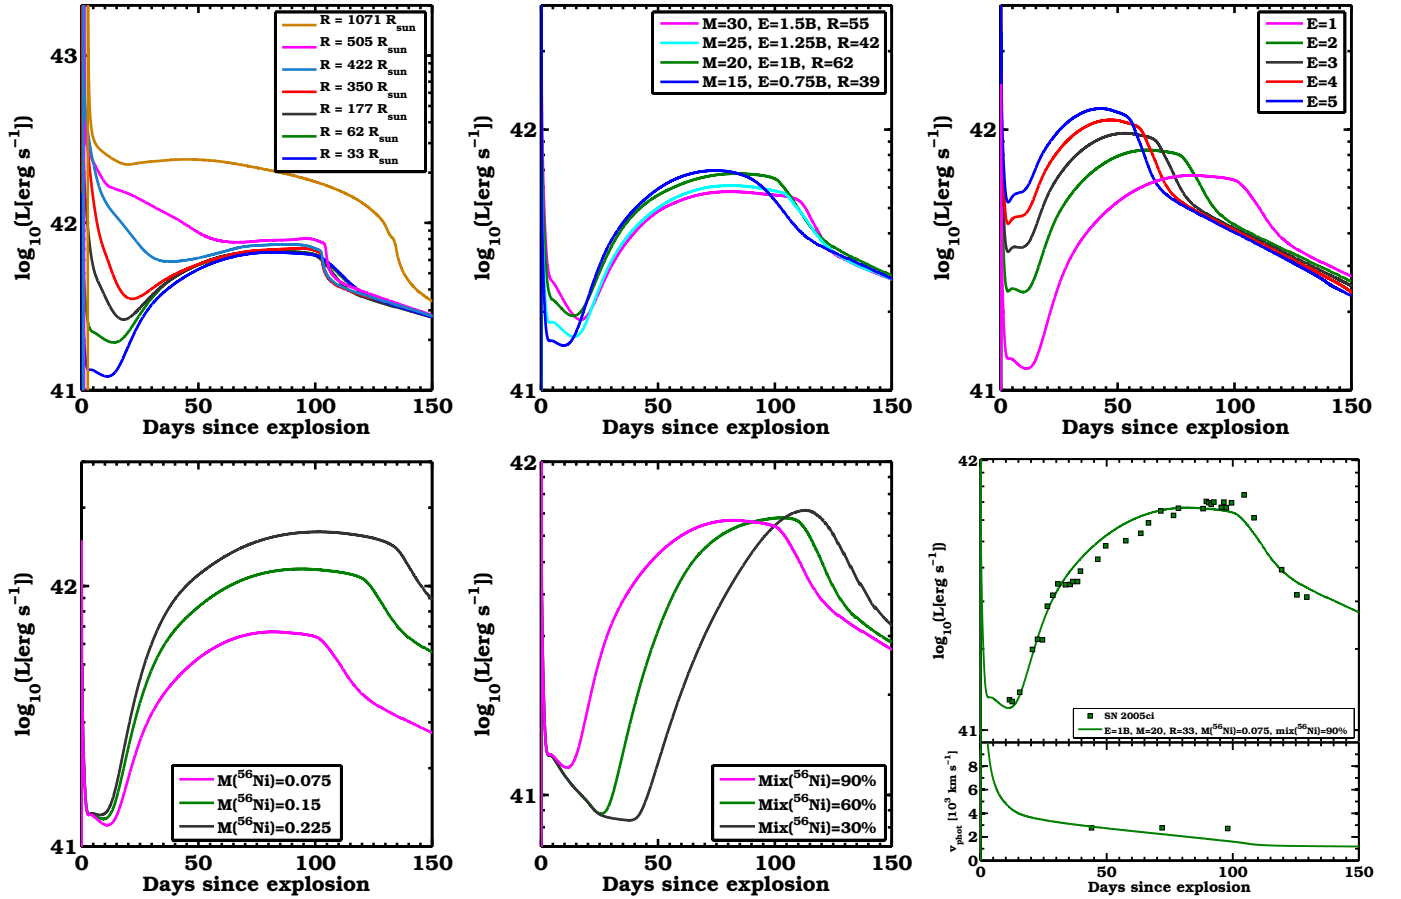 43
42
41
log10(L[erg s−1])
R = 1071 Rsun
R = 505 Rsun
R = 422 Rsun
R = 350 Rsun
R = 177 Rsun
R = 62 Rsun
R = 33 Rsun
0 50 100 150
Days since explosion
42
41
log10(L[erg s−1])
M=30, E=1.5B, R=55
M=25, E=1.25B, R=42
M=20, E=1B, R=62
M=15, E=0.75B, R=39
0 50 100 150
Days since explosion
42
41
log10(L[erg s−1])
E=1
E=2
E=3
E=4
E=5
0 50 100 150
Days since explosion
42
41
log10(L[erg s−1])
M(56Ni)=0.075
M(56Ni)=0.15
M(56Ni)=0.225
0 50 100 150
Days since explosion
42
41
log10(L[erg s−1])
Mix(56Ni)=90%
Mix(56Ni)=60%
Mix(56Ni)=30%
0 50 100 150
Days since explosion
42
41
log10(L[erg s−1])
SN 2005ci
E=1B, M=20, R=33, M(56Ni)=0.075, mix(56Ni)=90%
8
6
4
2
0
vphot [103 km s−1]
0 50 100 150
Days since explosion